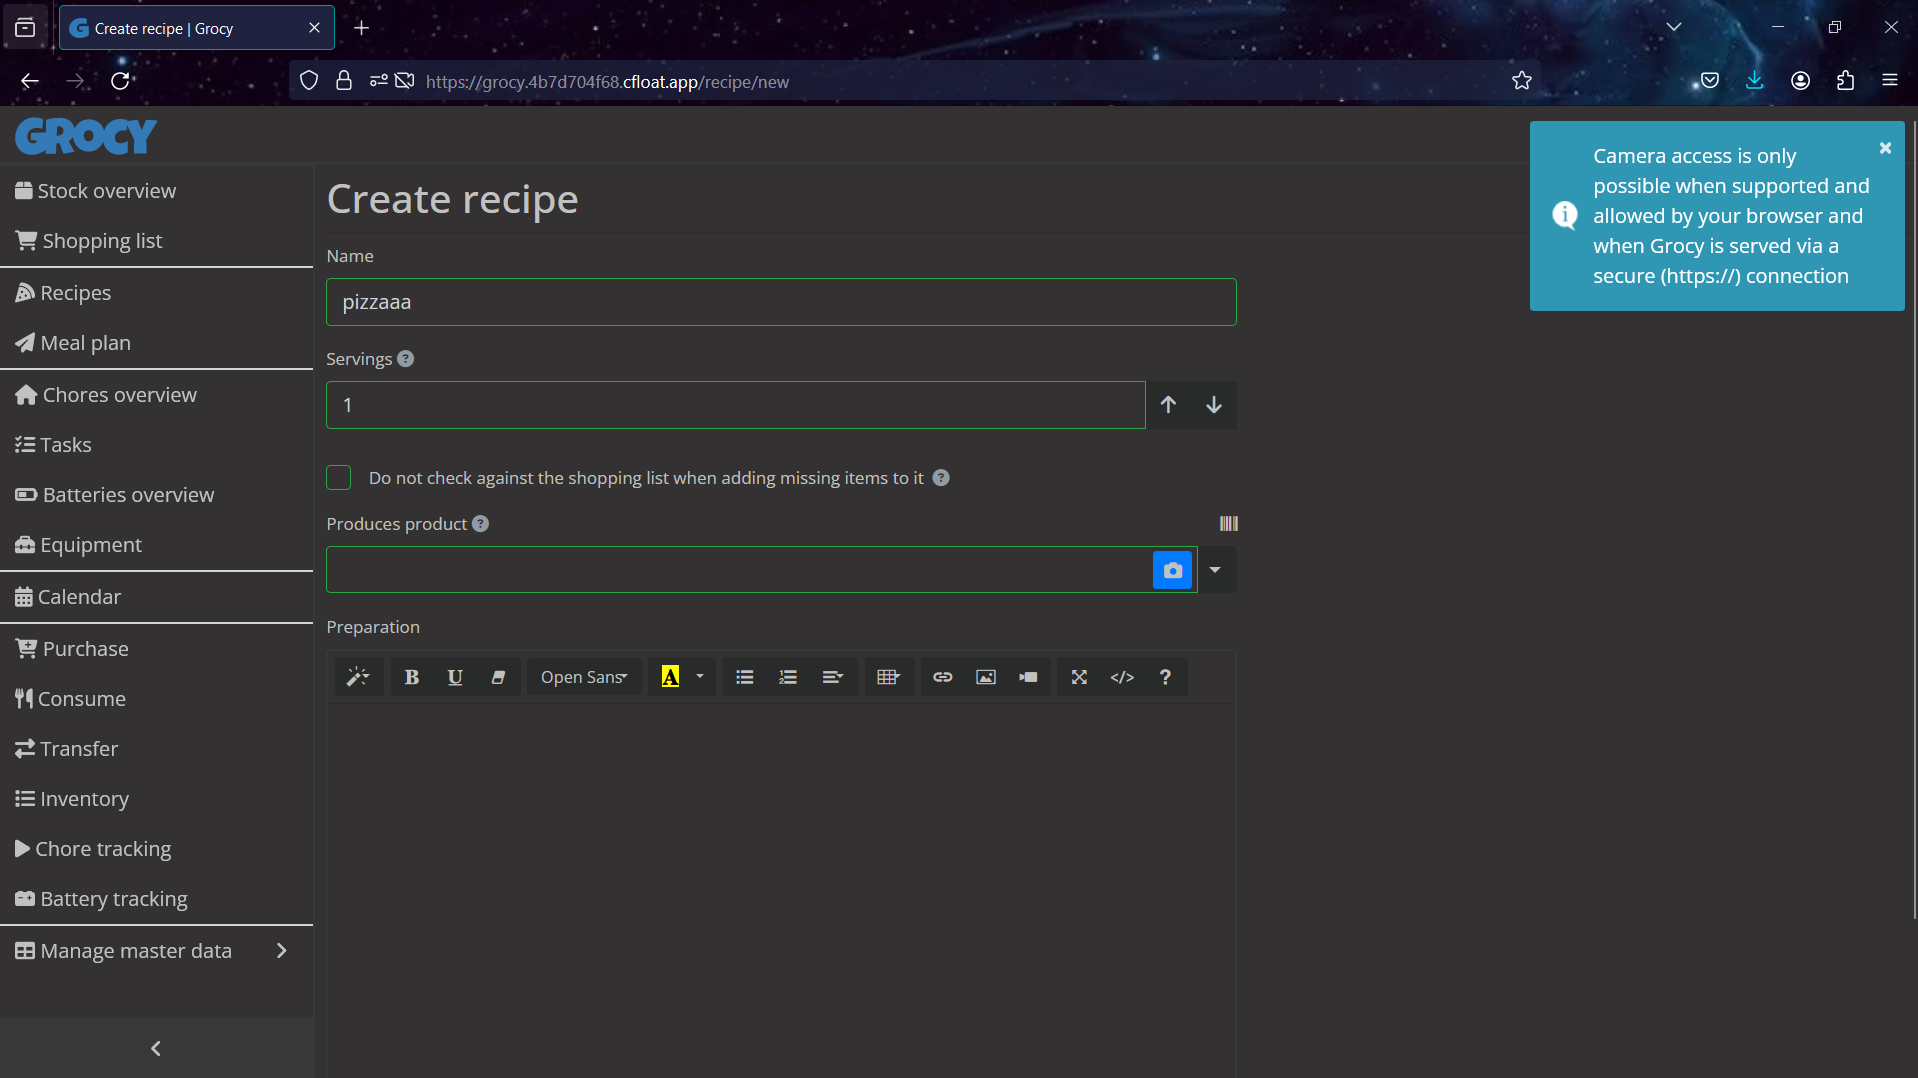 Create recipe | Grocy
https://grocy.4b7d704f68.cfloat.app/recipe/new
GROCY
Stock overview
Shopping list
Recipes
Meal plan
Chores overview
Tasks
Batteries overview
Equipment
Calendar
Purchase
Consume
Transfer
Inventory
Chore tracking
Battery tracking
Manage master data
Create recipe
Name
pizzaaa
Servings ?
1
Do not check against the shopping list when adding missing items to it ?
Produces product ?
Preparation
B U Open Sans A </> ?
Camera access is only
possible when supported and
allowed by your browser and
when Grocy is served via a
secure (https://) connection